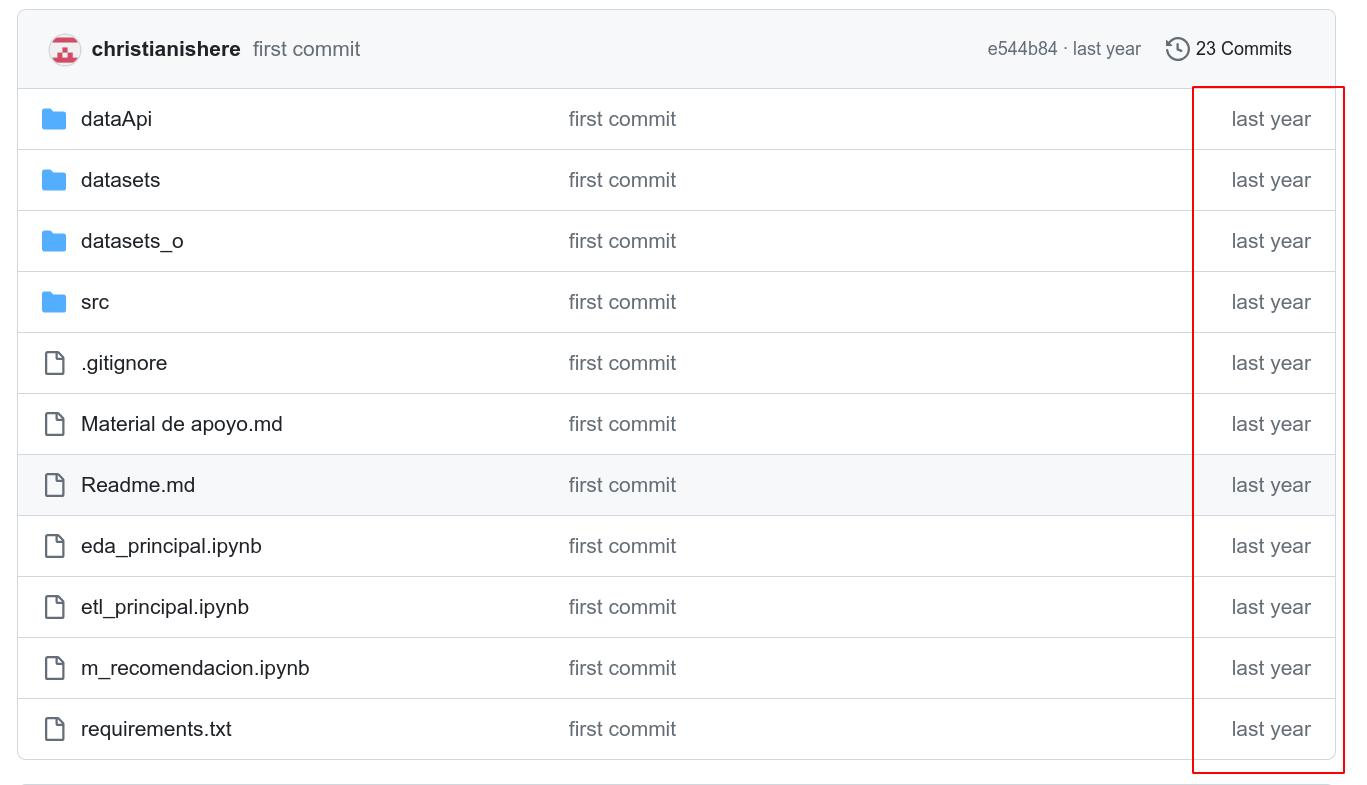 christianishere first commit e544b84 · last year 23 Commits
dataApi first commit last year
datasets first commit last year
datasets_o first commit last year
src first commit last year
.gitignore first commit last year
Material de apoyo.md first commit last year
Readme.md first commit last year
eda_principal.ipynb first commit last year
etl_principal.ipynb first commit last year
m_recomendacion.ipynb first commit last year
requirements.txt first commit last year